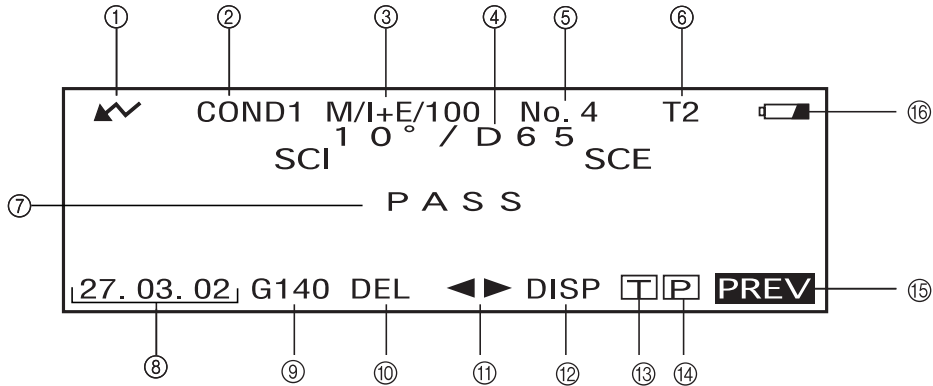 ① ② ③ ④ ⑤ ⑥
COND1 M/I+E/100 No. 4 T2
⑯
10°/D65
SCI SCE
⑦ PASS
27. 03. 02 G140 DEL ◀▶ DISP T P PREV
⑮
⑧ ⑨ ⑩ ⑪ ⑫ ⑬ ⑭